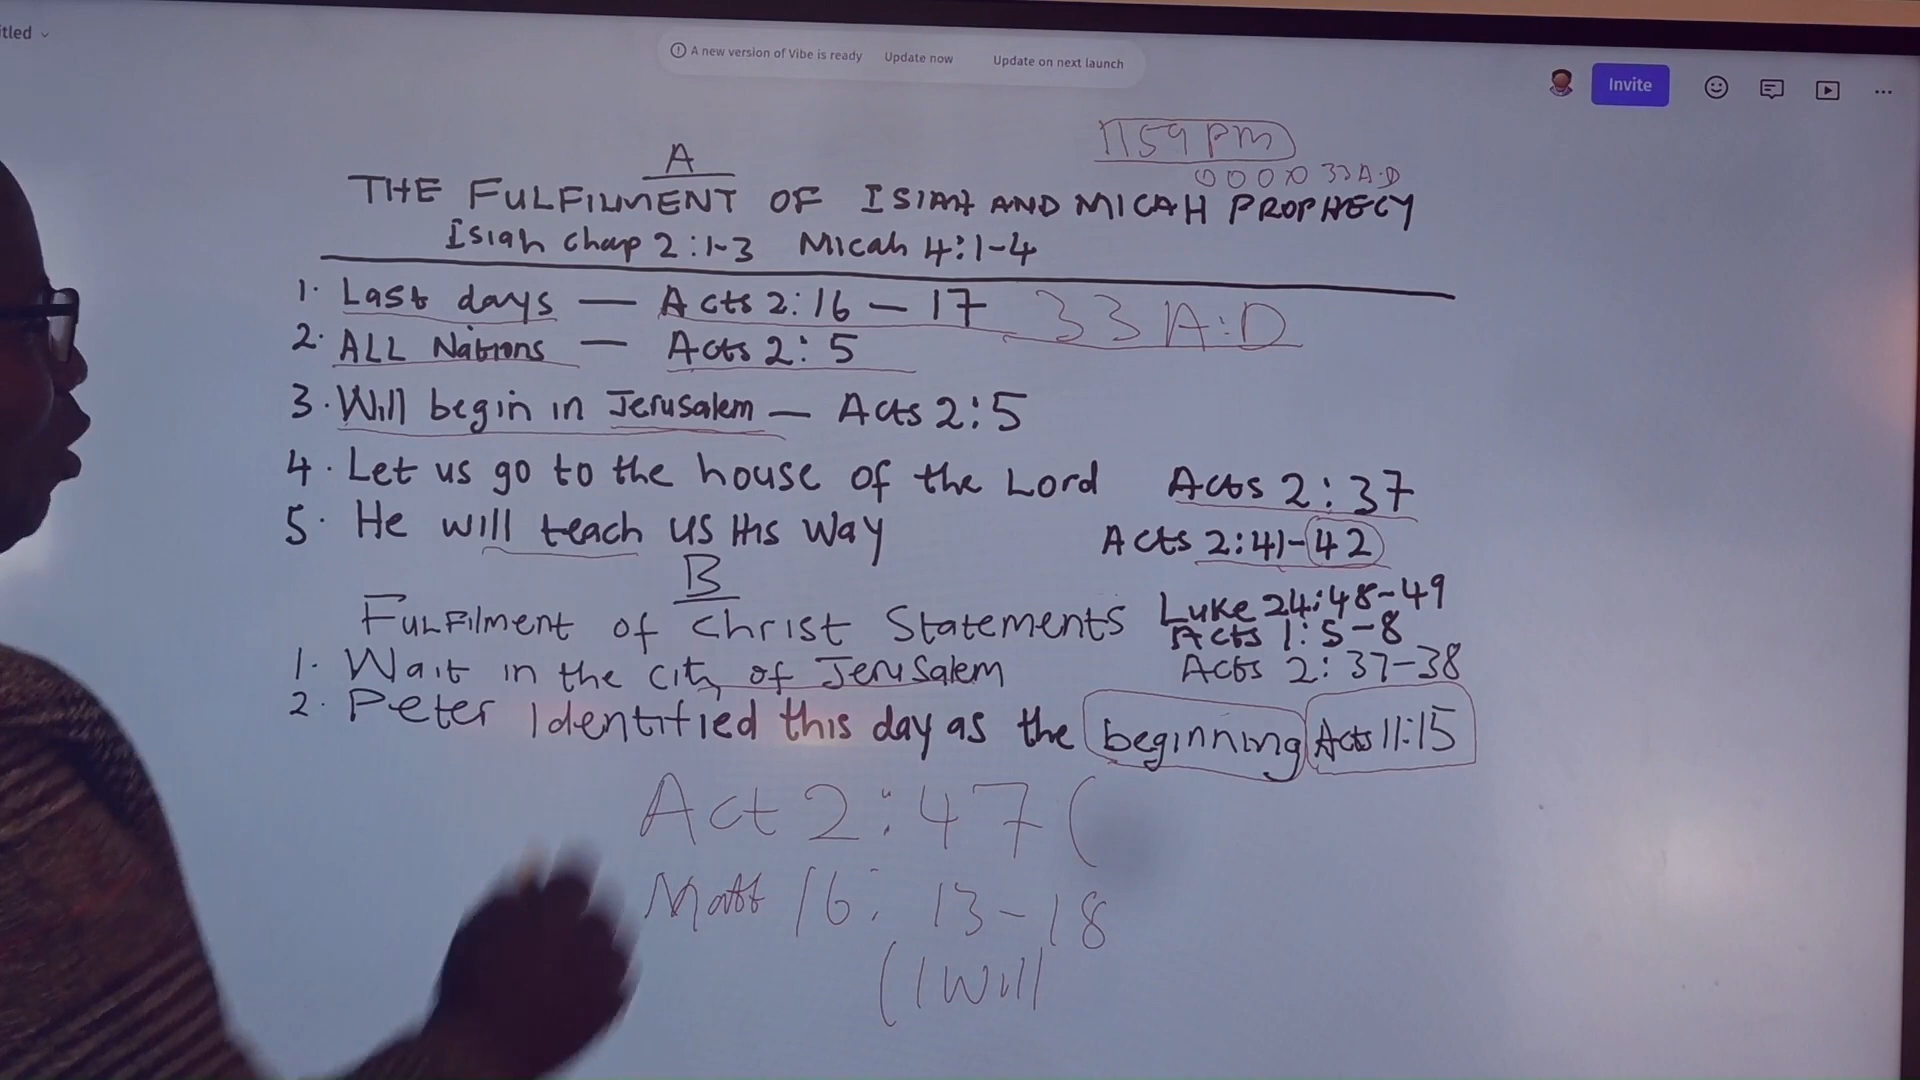 itled
A new version of Vibe is ready Update now Update on next launch
Invite
1159 PM
A
0000 33 A.D
THE FULFILMENT OF ISIAH AND MICAH PROPHECY
Isiah Chap 2:1-3 Micah 4:1-4
1. Last days — Acts 2:16 — 17 33 A:D
2. ALL Nations — Acts 2:5
3. Will begin in Jerusalem — Acts 2:5
4. Let us go to the house of the Lord Acts 2:37
5. He will teach us His Way Acts 2:41-42
B
Fulfilment of Christ Statements Luke 24:48-49
Acts 1:5-8
1. Wait in the city of Jerusalem Acts 2:37-38
2. Peter Identified this day as the beginning Acts 11:15
Act 2:47 (
Matt 16: 13-18
(I Will